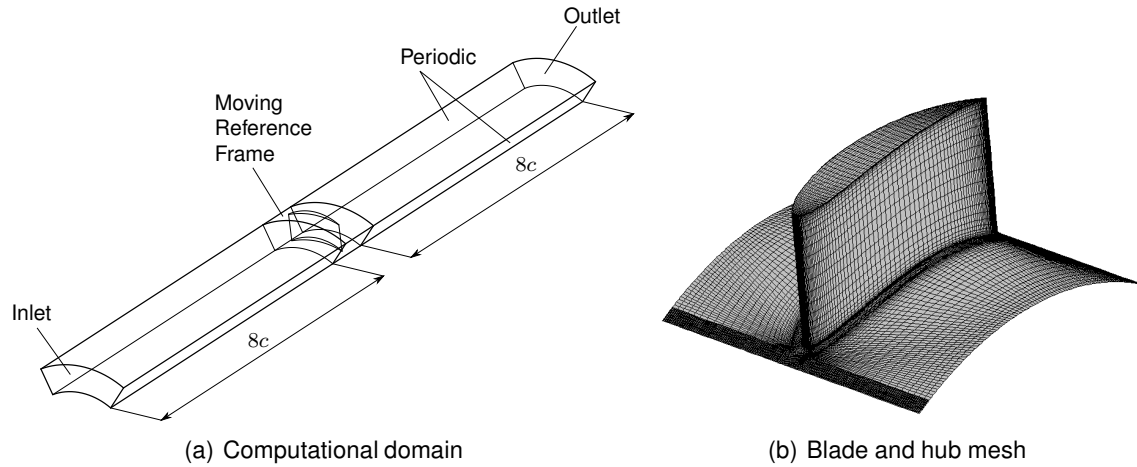 Outlet
Periodic
Moving
Reference
Frame
8c
Inlet
8c
(a) Computational domain
(b) Blade and hub mesh